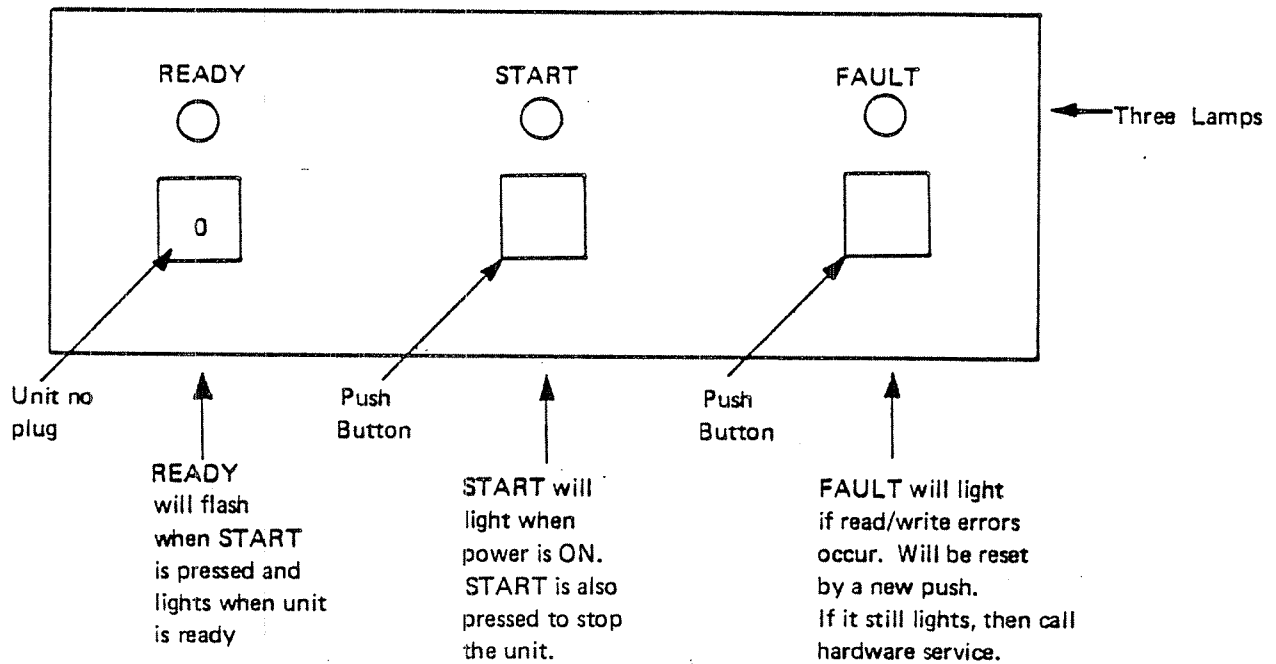 READY
START
FAULT
Three Lamps
0
Unit no
plug
Push
Button
Push
Button
READY
will flash
when START
is pressed and
lights when unit
is ready
START will
light when
power is ON.
START is also
pressed to stop
the unit.
FAULT will light
if read/write errors
occur. Will be reset
by a new push.
If it still lights, then call
hardware service.